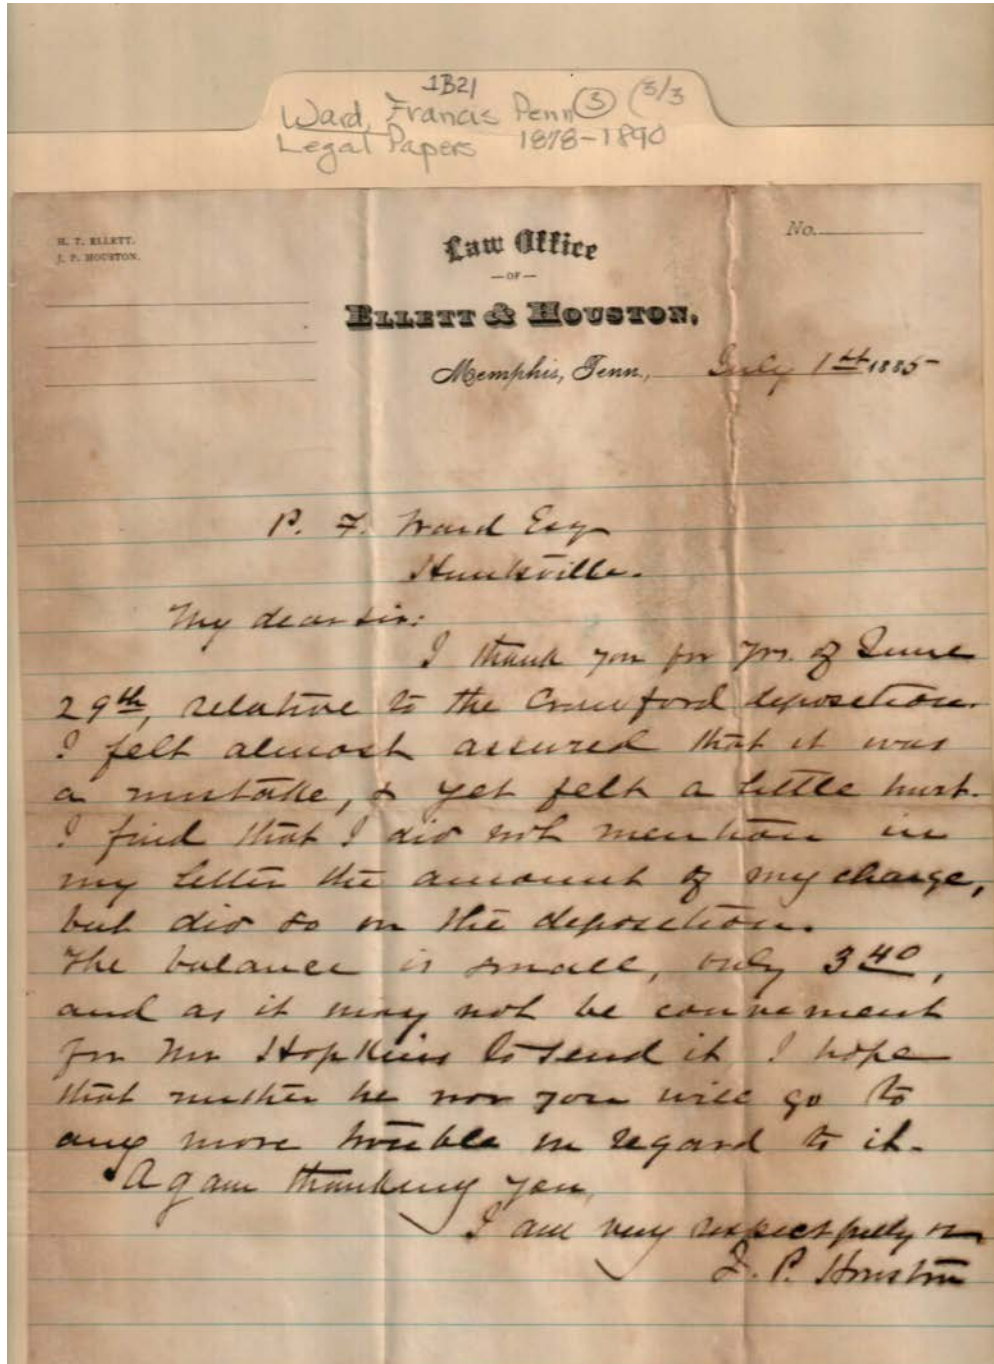 1B21
Ward, Francis Penn ③ (3/3
Legal Papers 1878-1890
H. T. ELLETT.
J. P. HOUSTON.
No.
Law Office
—OF—
ELLETT & HOUSTON,
Memphis, Tenn., July 1st 1885
P. F. Ward Esq
Huntsville.
My dear sir:
I thank you for yrs. of June
29th, relative to the Crawford deposition.
I felt almost assured that it was
a mistake, & yet felt a little hurt.
I find that I did not mention in
my letter the amount of my charge,
but did so on the deposition.
The balance is small, only 3 40,
and as it may not be convenient
for Mr Hopkins to send it I hope
that neither he nor you will go to
any more trouble in regard to it.
Again thanking you,
I am very respectfully
J. P. Houston